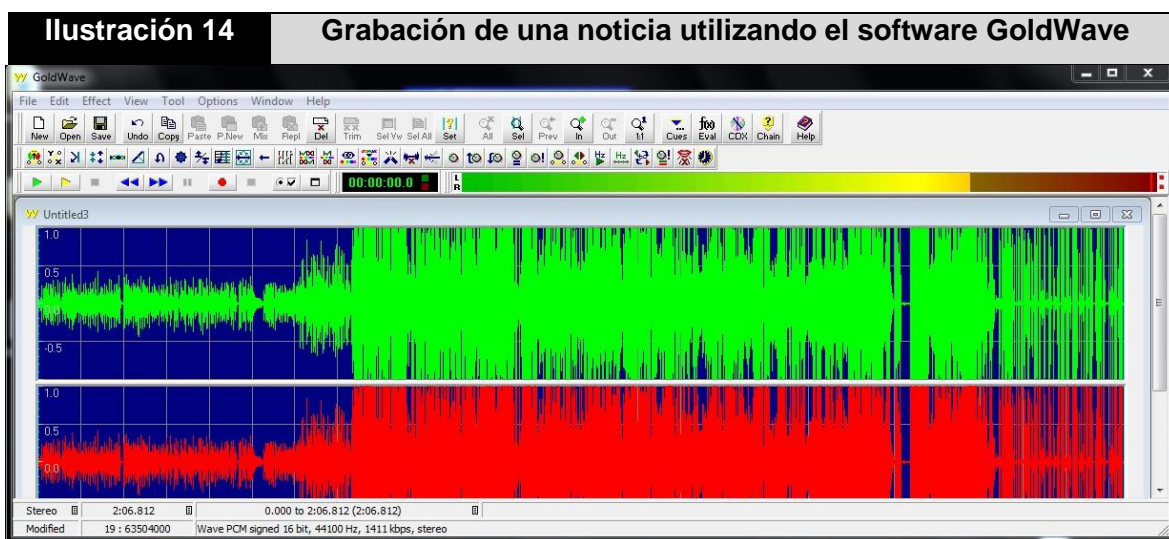 Ilustración 14 Grabación de una noticia utilizando el software GoldWave
GoldWave
File Edit Effect View Tool Options Window Help
New Open Save Undo Copy Paste P.New Mix Repl Del Trim Sel Vw Sel All Set All Sel Prev In Out 1:1 Cues Eval CDX Chain Help
00:00:00.0 L
R
Untitled3
1.0
0.5
0.0
-0.5
1.0
0.5
0.0
Stereo 2:06.812 0.000 to 2:06.812 (2:06.812)
Modified 19 : 63504000 Wave PCM signed 16 bit, 44100 Hz, 1411 kbps, stereo